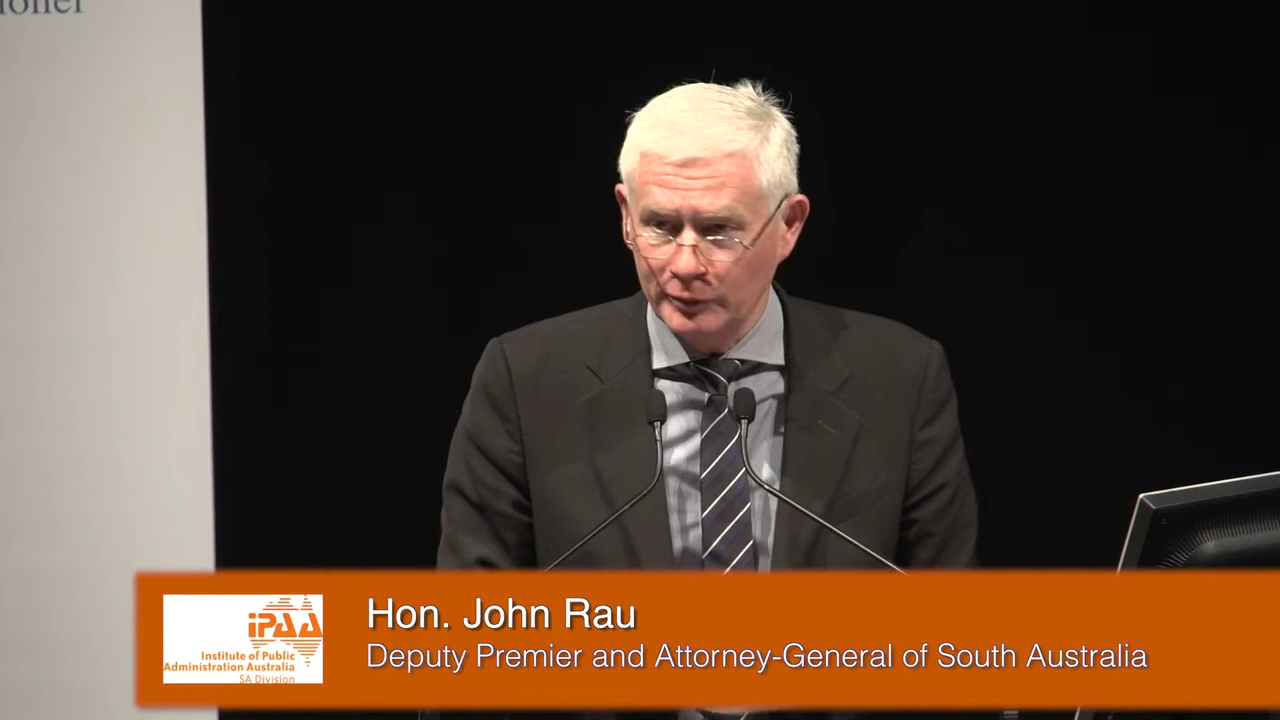 Hon. John Rau
Deputy Premier and Attorney-General of South Australia
iPAA
Institute of Public
Administration Australia
SA Division